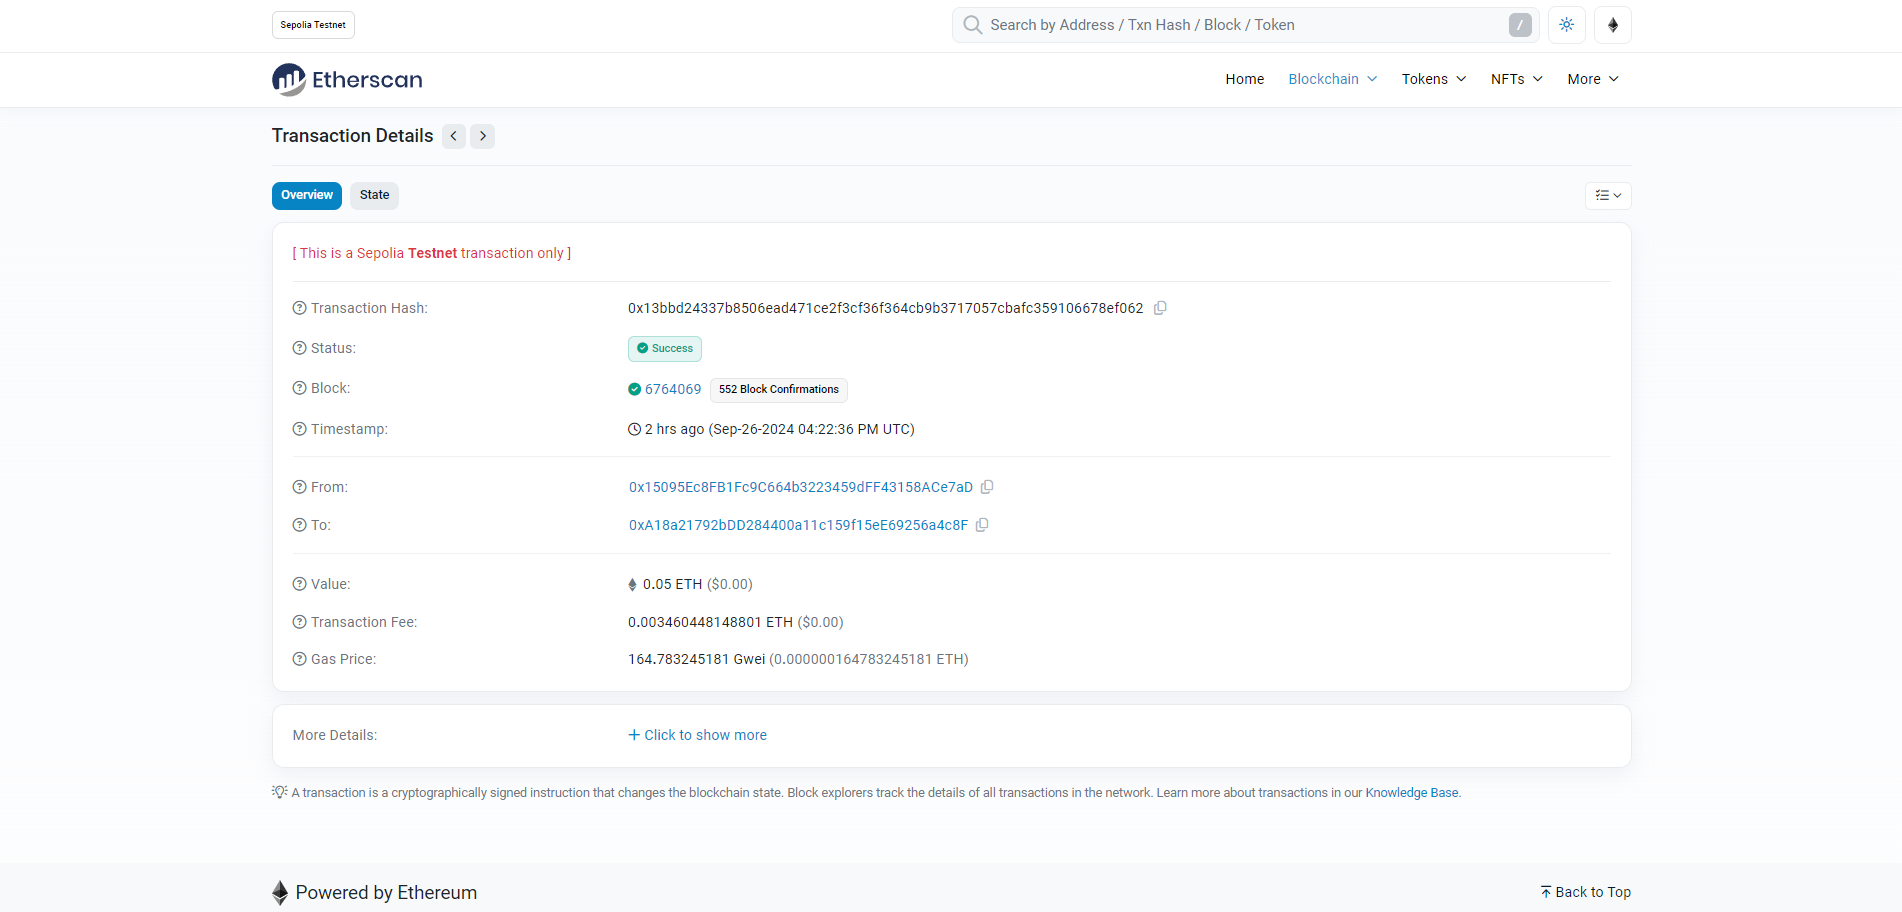 Sepolia Testnet
Search by Address / Txn Hash / Block / Token
/
Etherscan
Home Blockchain Tokens NFTs More
Transaction Details
Overview State
[ This is a Sepolia Testnet transaction only ]
Transaction Hash: 0x13bbd24337b8506ead471ce2f3cf36f364cb9b3717057cbafc359106678ef062
Status: Success
Block: 6764069 552 Block Confirmations
Timestamp: 2 hrs ago (Sep-26-2024 04:22:36 PM UTC)
From: 0x15095Ec8FB1Fc9C664b3223459dFF43158ACe7aD
To: 0xA18a21792bDD284400a11c159f15eE69256a4c8F
Value: 0.05 ETH ($0.00)
Transaction Fee: 0.003460448148801 ETH ($0.00)
Gas Price: 164.783245181 Gwei (0.000000164783245181 ETH)
More Details: + Click to show more
A transaction is a cryptographically signed instruction that changes the blockchain state. Block explorers track the details of all transactions in the network. Learn more about transactions in our Knowledge Base.
Powered by Ethereum
Back to Top